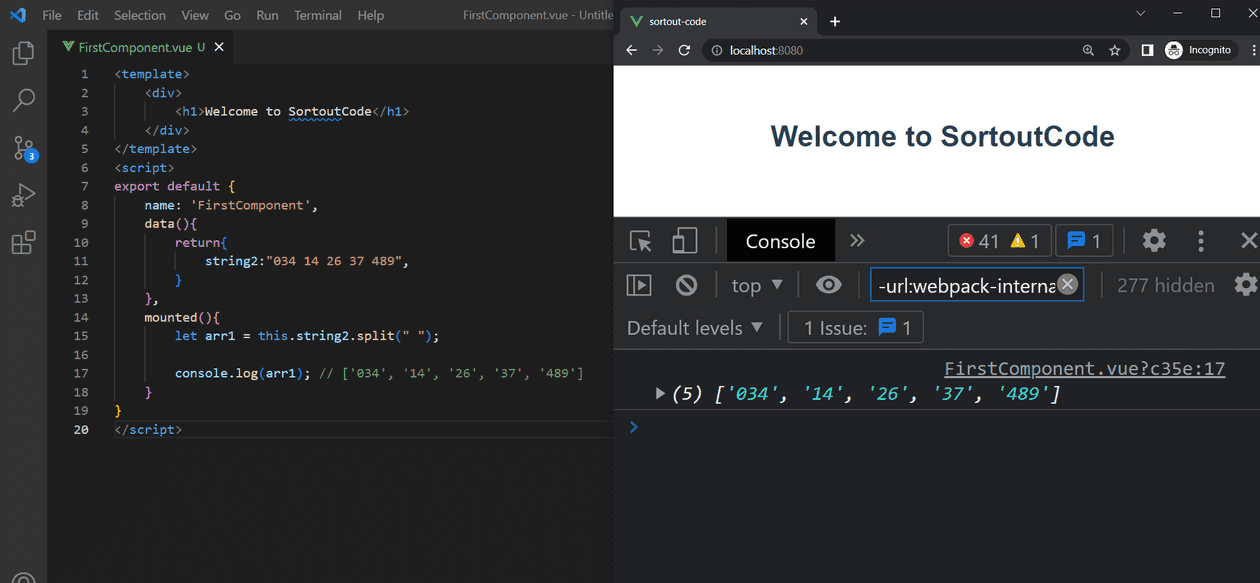 File Edit Selection View Go Run Terminal Help FirstComponent.vue - Untitle
FirstComponent.vue U
1 <template>
2 <div>
3 <h1>Welcome to SortoutCode</h1>
4 </div>
5 </template>
6 <script>
7 export default {
8 name: 'FirstComponent',
9 data(){
10 return{
11 string2:"034 14 26 37 489",
12 }
13 },
14 mounted(){
15 let arr1 = this.string2.split(" ");
16
17 console.log(arr1); // ['034', '14', '26', '37', '489']
18 }
19 }
20 </script>
3
sortout-code
localhost:8080 Incognito
Welcome to SortoutCode
Console 41 1 1
top -url:webpack-interna 277 hidden
Default levels 1 Issue: 1
FirstComponent.vue?c35e:17
(5) ['034', '14', '26', '37', '489']